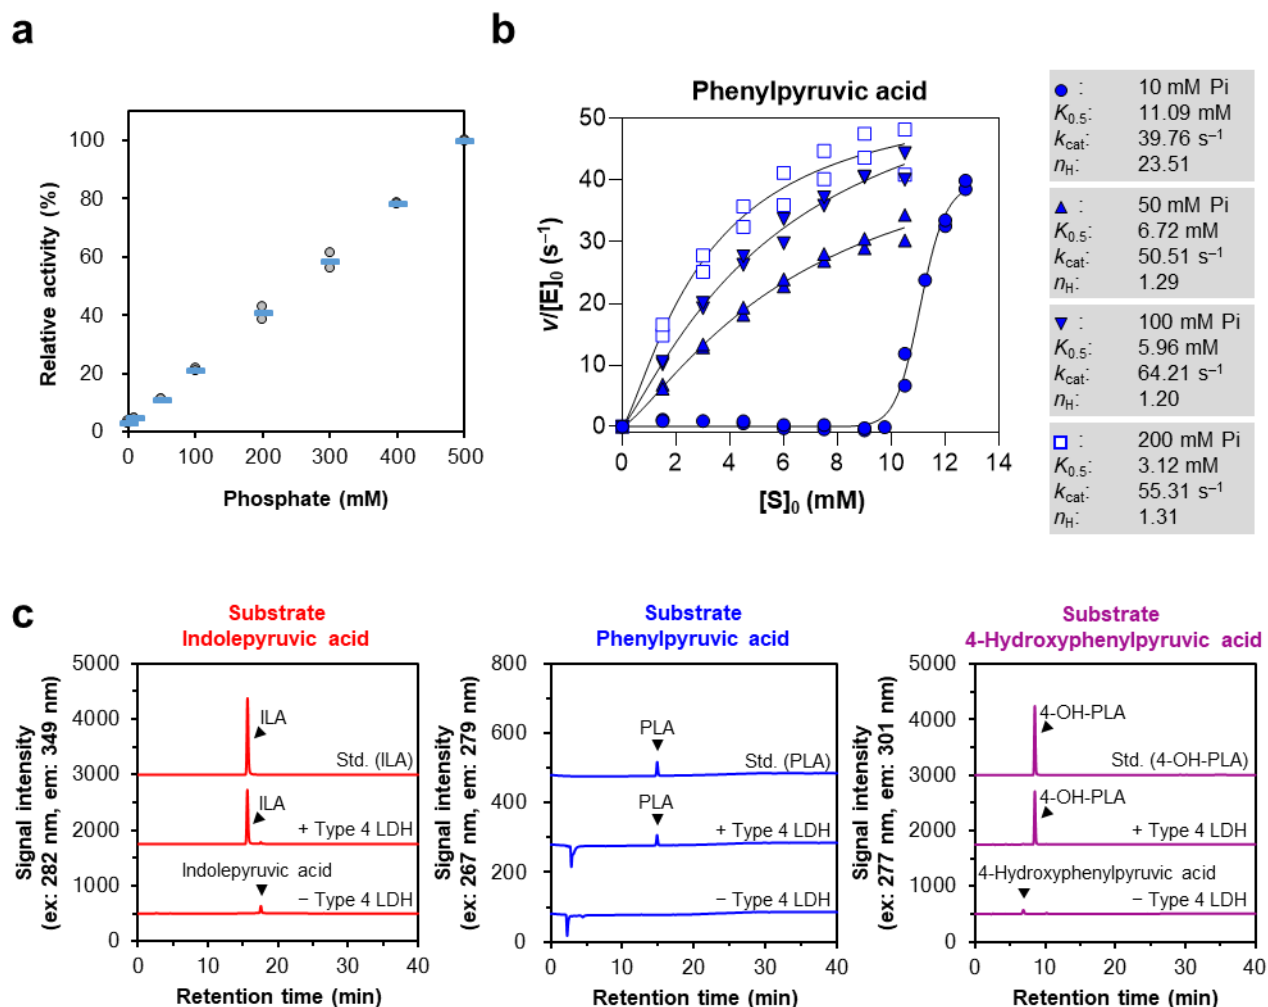 a
Relative activity (%)
100
80
60
40
20
0
0 100 200 300 400 500
Phosphate (mM)
b
Phenylpyruvic acid
v/[E]₀ (s⁻¹)
50
40
30
20
10
0
0 2 4 6 8 10 12 14
[S]₀ (mM)
● : 10 mM Pi
K₀.₅: 11.09 mM
kcat: 39.76 s⁻¹
nH: 23.51
▲ : 50 mM Pi
K₀.₅: 6.72 mM
kcat: 50.51 s⁻¹
nH: 1.29
▼ : 100 mM Pi
K₀.₅: 5.96 mM
kcat: 64.21 s⁻¹
nH: 1.20
□ : 200 mM Pi
K₀.₅: 3.12 mM
kcat: 55.31 s⁻¹
nH: 1.31
c
Substrate
Indolepyruvic acid
Signal intensity
(ex: 282 nm, em: 349 nm)
5000
4000
3000
2000
1000
0
ILA
Std. (ILA)
ILA
+ Type 4 LDH
Indolepyruvic acid
– Type 4 LDH
0 10 20 30 40
Retention time (min)
Substrate
Phenylpyruvic acid
Signal intensity
(ex: 267 nm, em: 279 nm)
800
600
400
200
0
PLA
Std. (PLA)
PLA
+ Type 4 LDH
– Type 4 LDH
0 10 20 30 40
Retention time (min)
Substrate
4-Hydroxyphenylpyruvic acid
Signal intensity
(ex: 277 nm, em: 301 nm)
5000
4000
3000
2000
1000
0
4-OH-PLA
Std. (4-OH-PLA)
4-OH-PLA
+ Type 4 LDH
4-Hydroxyphenylpyruvic acid
– Type 4 LDH
0 10 20 30 40
Retention time (min)